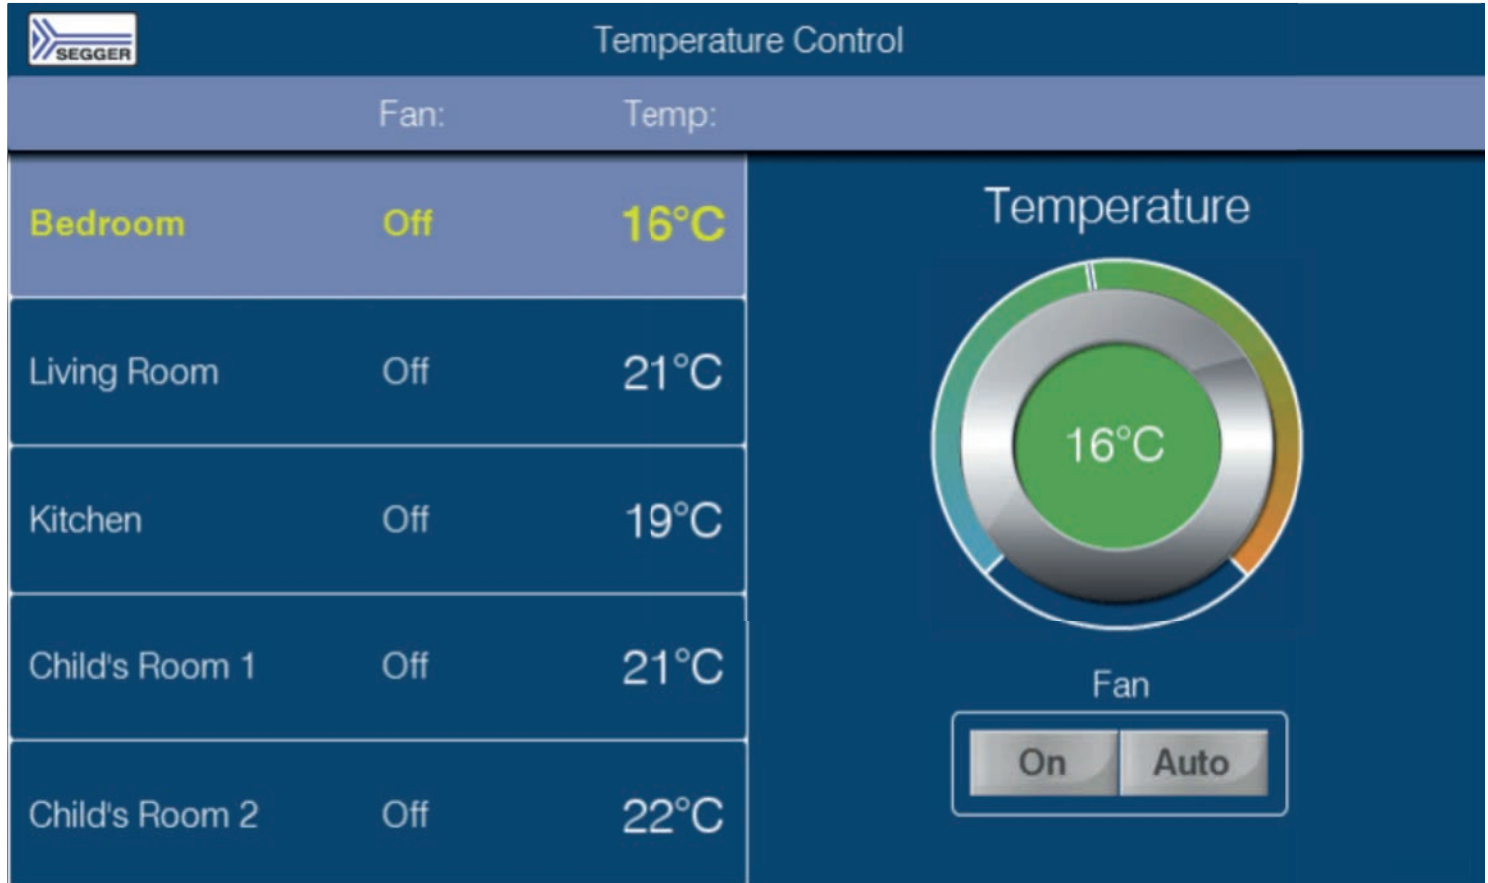 SEGGER
Temperature Control
Fan: Temp:
Bedroom Off 16°C
Living Room Off 21°C
Kitchen Off 19°C
Child's Room 1 Off 21°C
Child's Room 2 Off 22°C
Temperature
16°C
Fan
On Auto